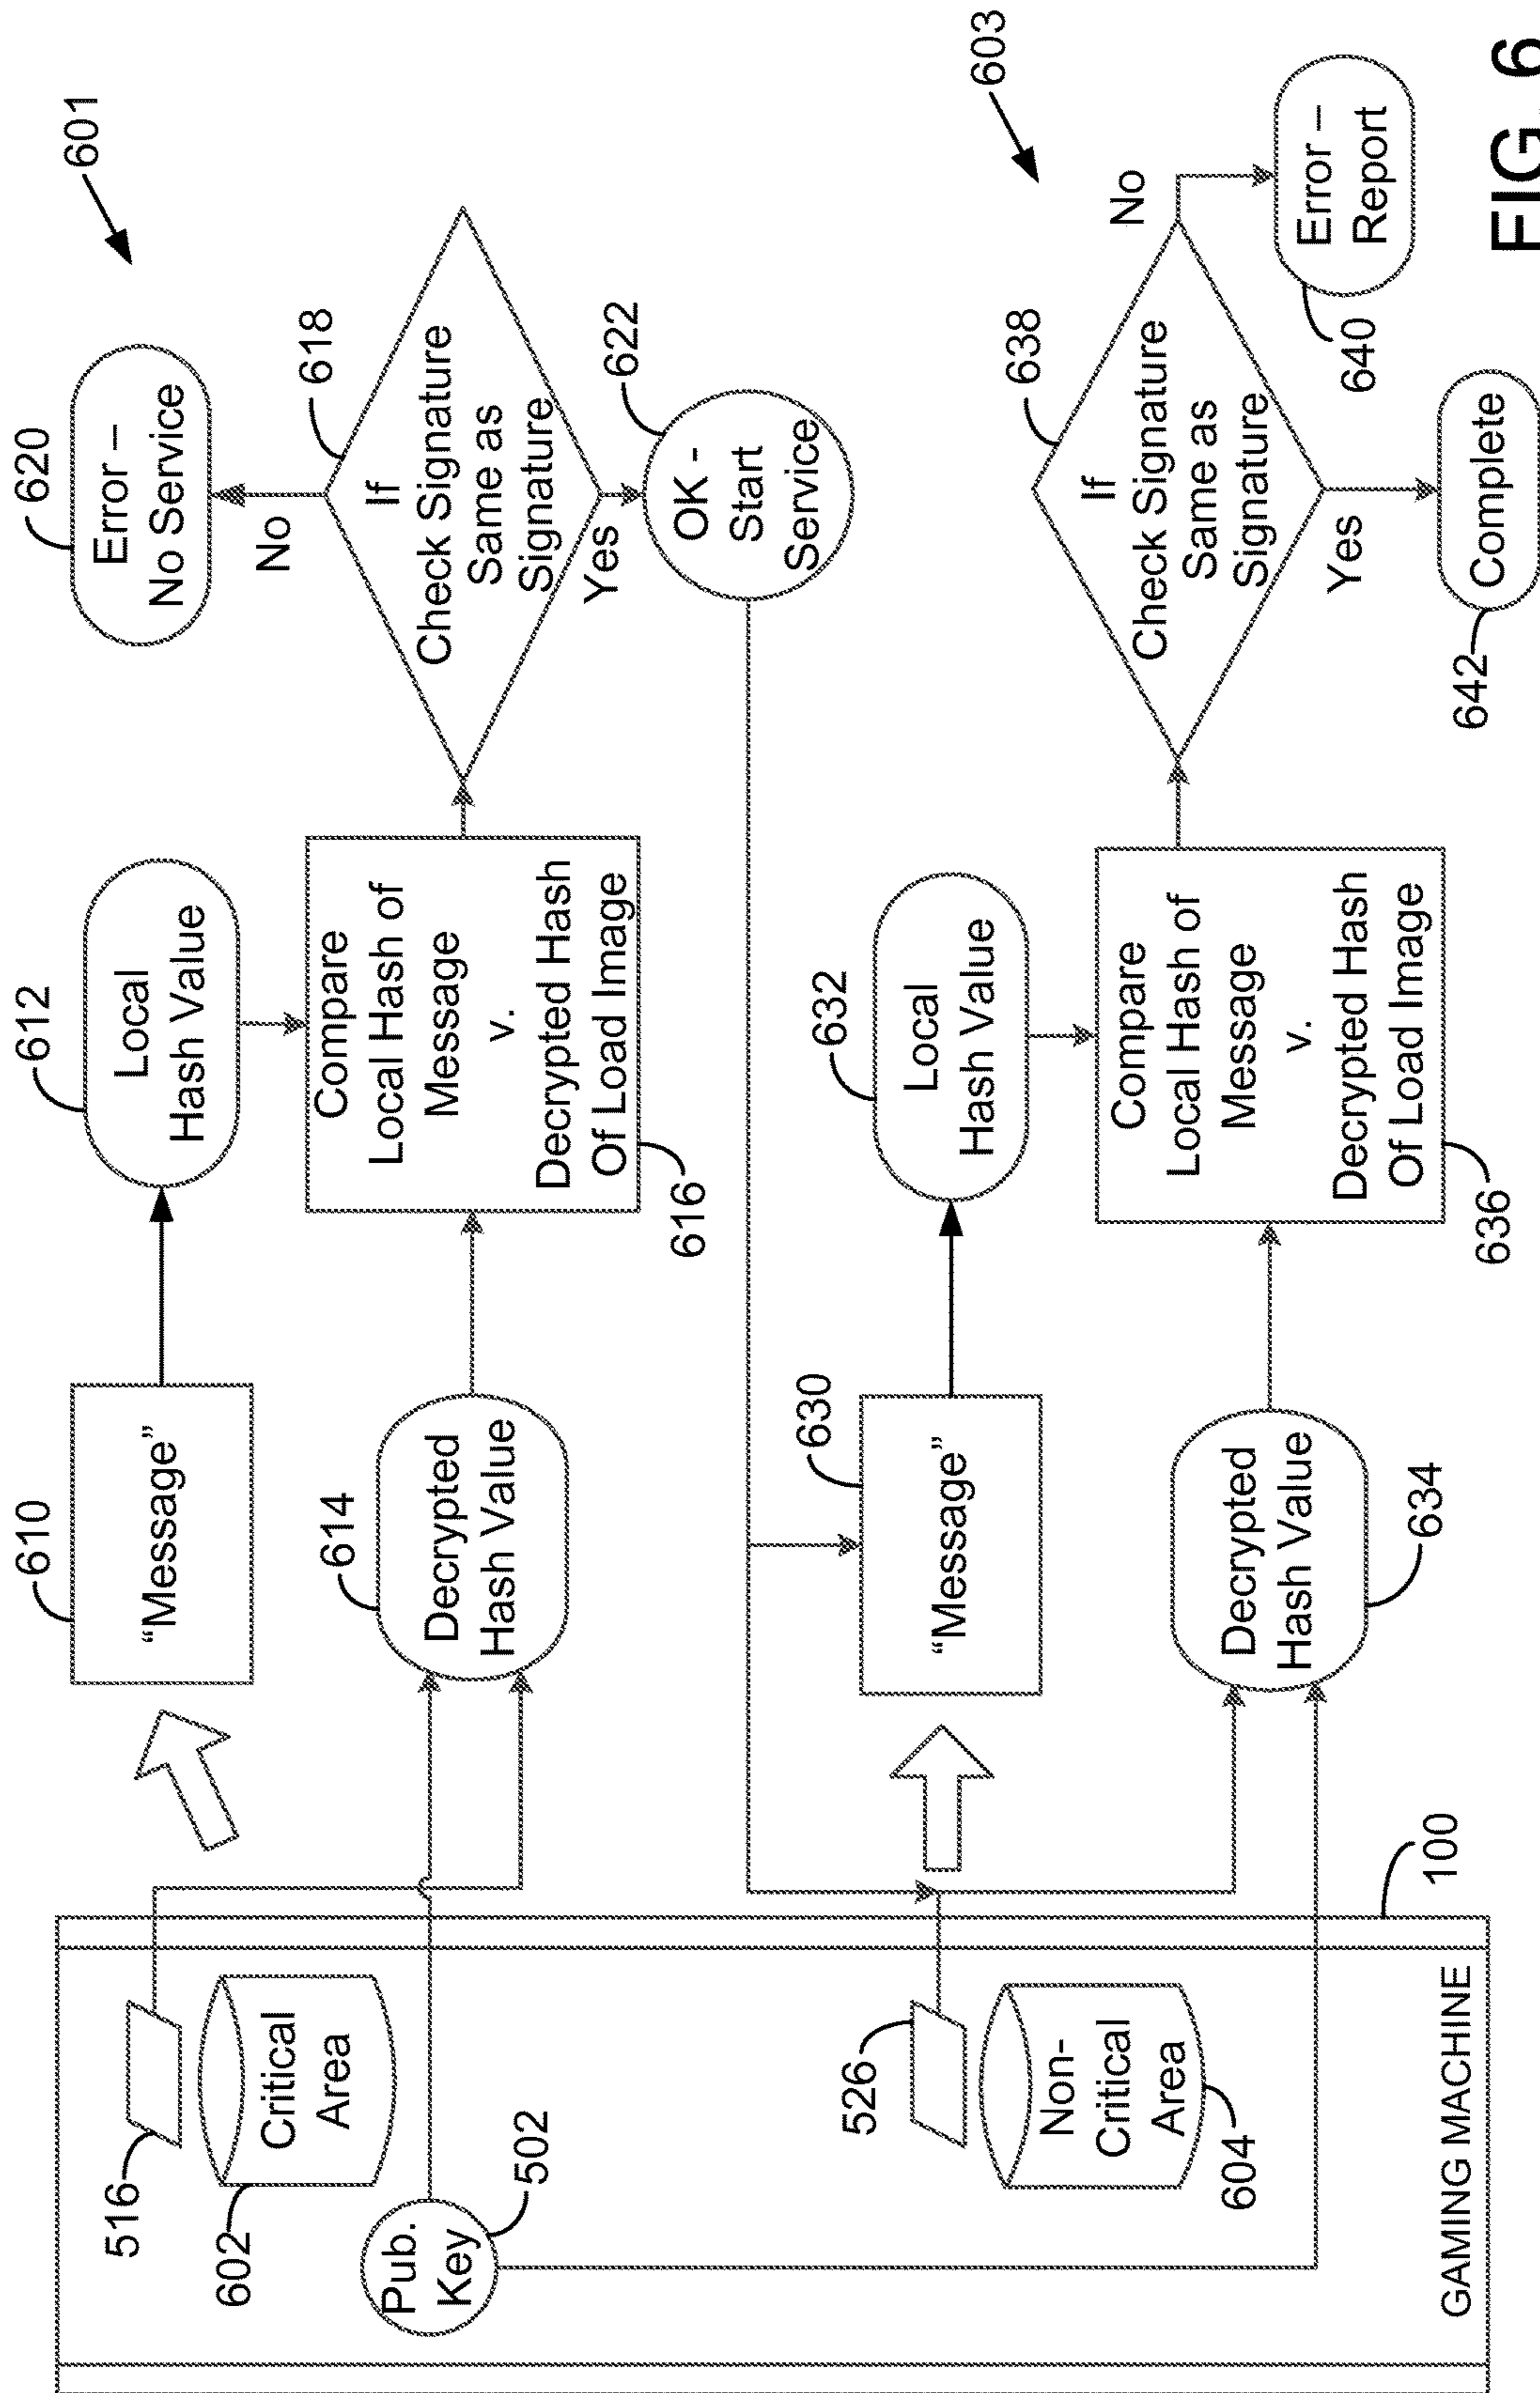 601
620
Error –
No Service
No
618
If
Check Signature
Same as
Signature
Yes
622
OK -
Start
Service
612
Local
Hash Value
Compare
Local Hash of
Message
v.
Decrypted Hash
Of Load Image
616
610
“Message”
614
Decrypted
Hash Value
516
602
Critical
Area
Pub.
Key
502
603
638
If
Check Signature
Same as
Signature
No
Error –
Report
640
Yes
Complete
642
632
Local
Hash Value
Compare
Local Hash of
Message
v.
Decrypted Hash
Of Load Image
636
630
“Message”
Decrypted
Hash Value
634
526
Non-
Critical
Area
604
100
GAMING MACHINE
FIG. 6